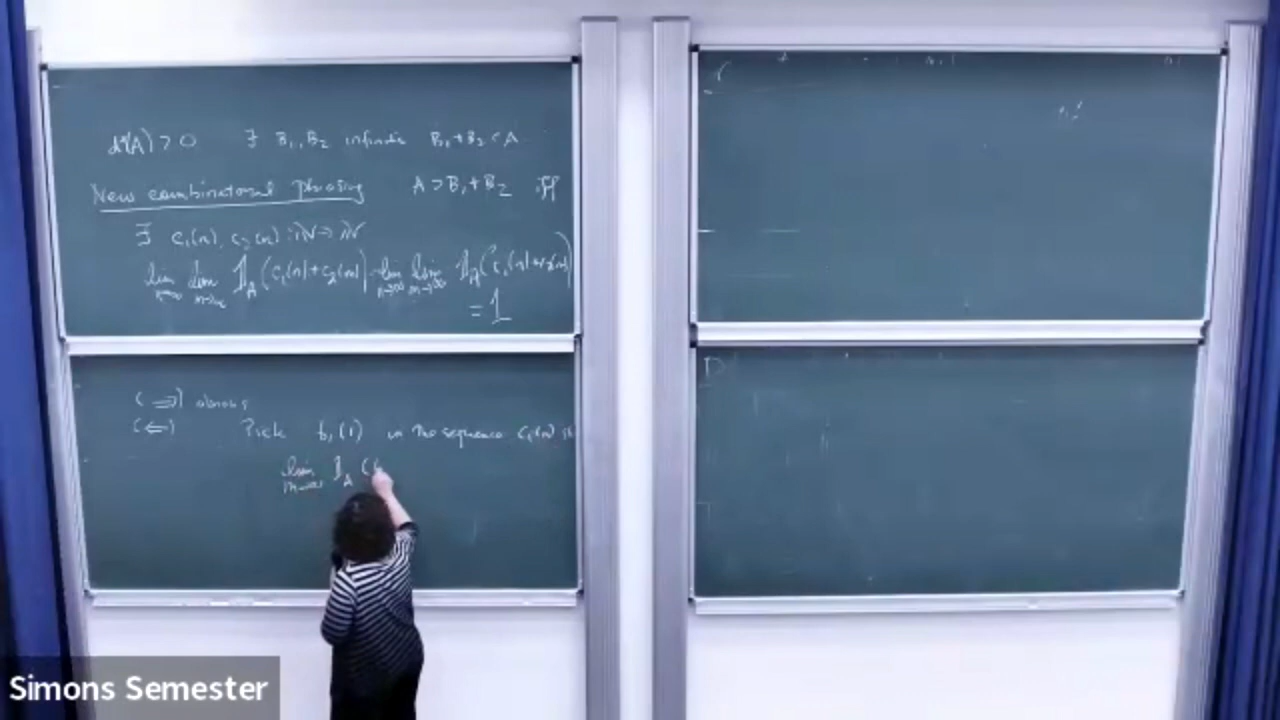 d*(A) > 0 ∃ B₁, B₂ infinite B₁+B₂ ⊂ A
New combinatorial phrasing A ⊃ B₁+B₂ iff
∃ c₁(n), c₂(n) : ℕ → ℕ
lim n→∞ lim m→∞ 𝟙_A (c₁(n)+c₂(m)) lim lim m→∞ 𝟙_A (c₁(n)+c₂(m))
= 1
(⇒) obvious
(⇐) Pick b₁(1) in the sequence c₁(n) st
lim m→∞ 𝟙_A (
D
Simons Semester